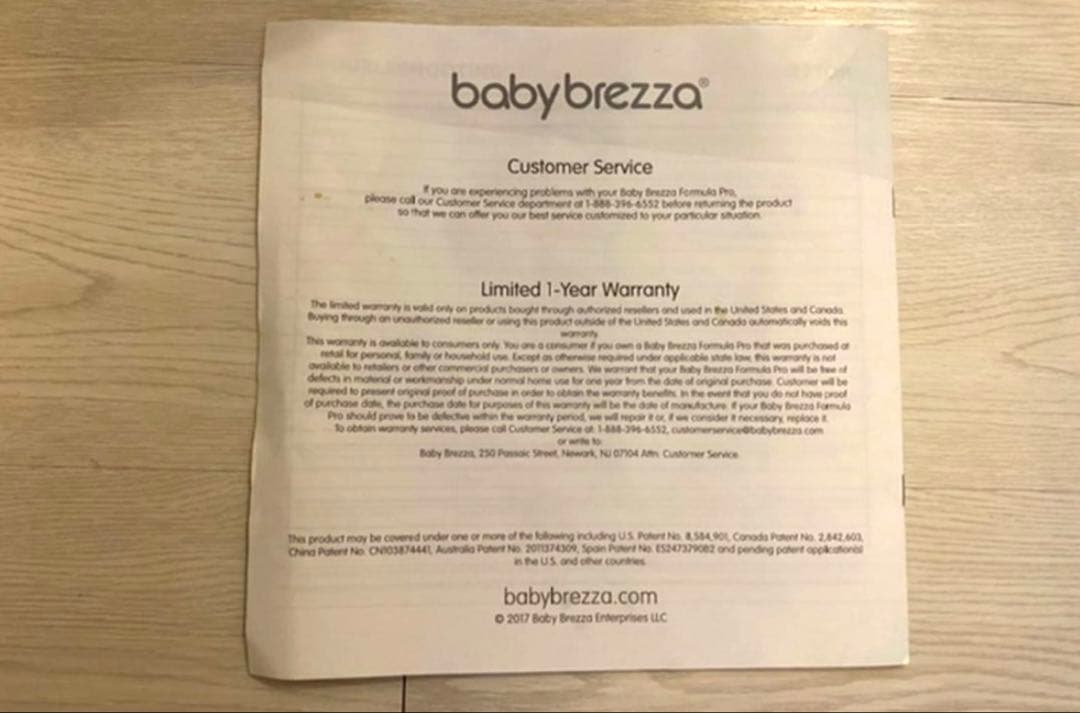 babybrezza®
Customer Service
If you are experiencing problems with your Baby Brezza Formula Pro,
please call our Customer Service department at 1-888-396-6552 before returning the product
so that we can offer you our best service customized to your particular situation.
Limited 1-Year Warranty
The limited warranty is valid only on products bought through authorized resellers and used in the United States and Canada.
Buying through an unauthorized reseller or using this product outside of the United States and Canada automatically voids this
warranty.
This warranty is available to consumers only. You are a consumer if you own a Baby Brezza Formula Pro that was purchased at
retail for personal, family or household use. Except as otherwise required under applicable state law, this warranty is not
available to retailers or other commercial purchasers or owners. We warrant that your Baby Brezza Formula Pro will be free of
defects in material or workmanship under normal home use for one year from the date of original purchase. Customer will be
required to present original proof of purchase in order to obtain the warranty benefits. In the event that you do not have proof
of purchase date, the purchase date for purposes of this warranty will be the date of manufacture. If your Baby Brezza Formula
Pro should prove to be defective within the warranty period, we will repair it or, if we consider it necessary, replace it.
To obtain warranty services, please call Customer Service at: 1-888-396-6552, customerservice@babybrezza.com
or write to:
Baby Brezza, 250 Passaic Street, Newark, NJ 07104 Attn: Customer Service
This product may be covered under one or more of the following including U.S. Patent No. 8,584,901, Canada Patent No. 2,842,603,
China Patent No. CN103874441, Australia Patent No. 2011374309, Spain Patent No. ES2473790B2 and pending patent application(s)
in the U.S. and other countries.
babybrezza.com
© 2017 Baby Brezza Enterprises LLC